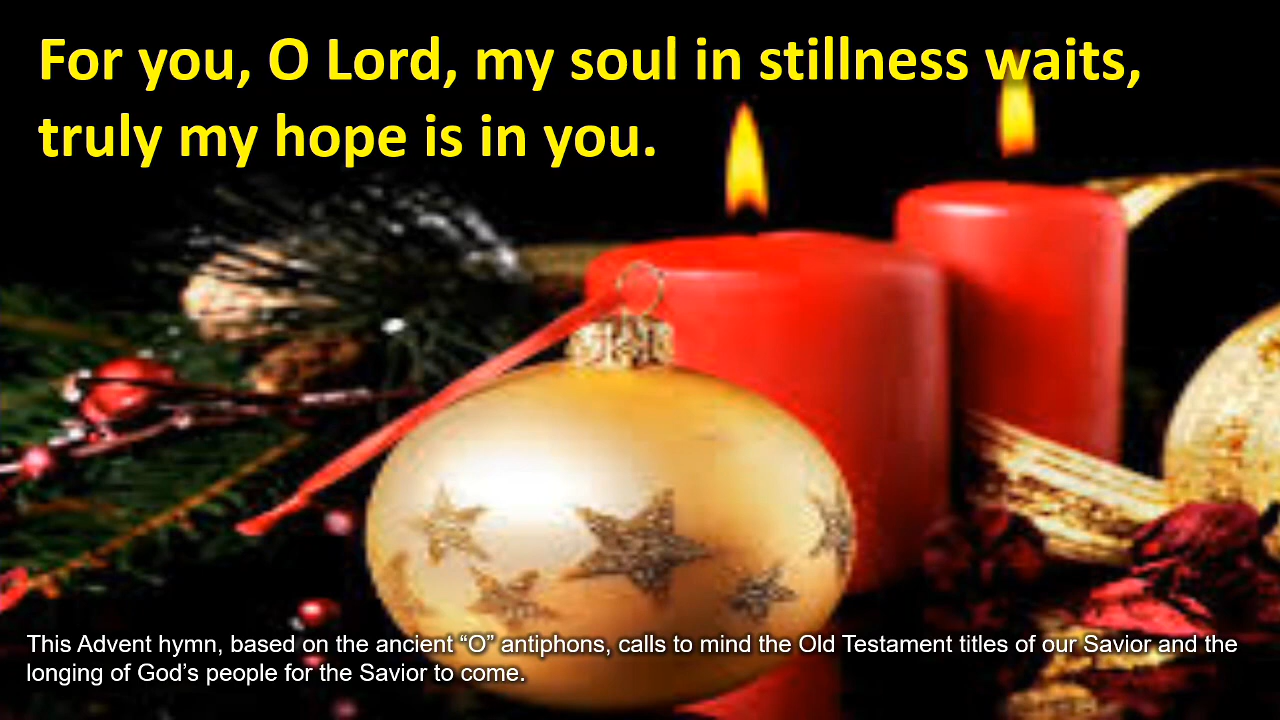 For you, O Lord, my soul in stillness waits,
truly my hope is in you.
This Advent hymn, based on the ancient “O” antiphons, calls to mind the Old Testament titles of our Savior and the
longing of God’s people for the Savior to come.